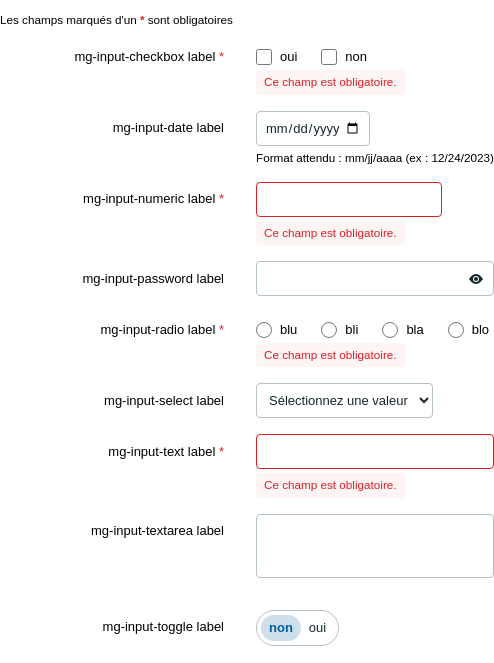 Les champs marqués d'un * sont obligatoires
mg-input-checkbox label * oui non
Ce champ est obligatoire.
mg-input-date label mm/dd/yyyy
Format attendu : mm/jj/aaaa (ex : 12/24/2023)
mg-input-numeric label *
Ce champ est obligatoire.
mg-input-password label
mg-input-radio label * blu bli bla blo
Ce champ est obligatoire.
mg-input-select label Sélectionnez une valeur
mg-input-text label *
Ce champ est obligatoire.
mg-input-textarea label
mg-input-toggle label non oui